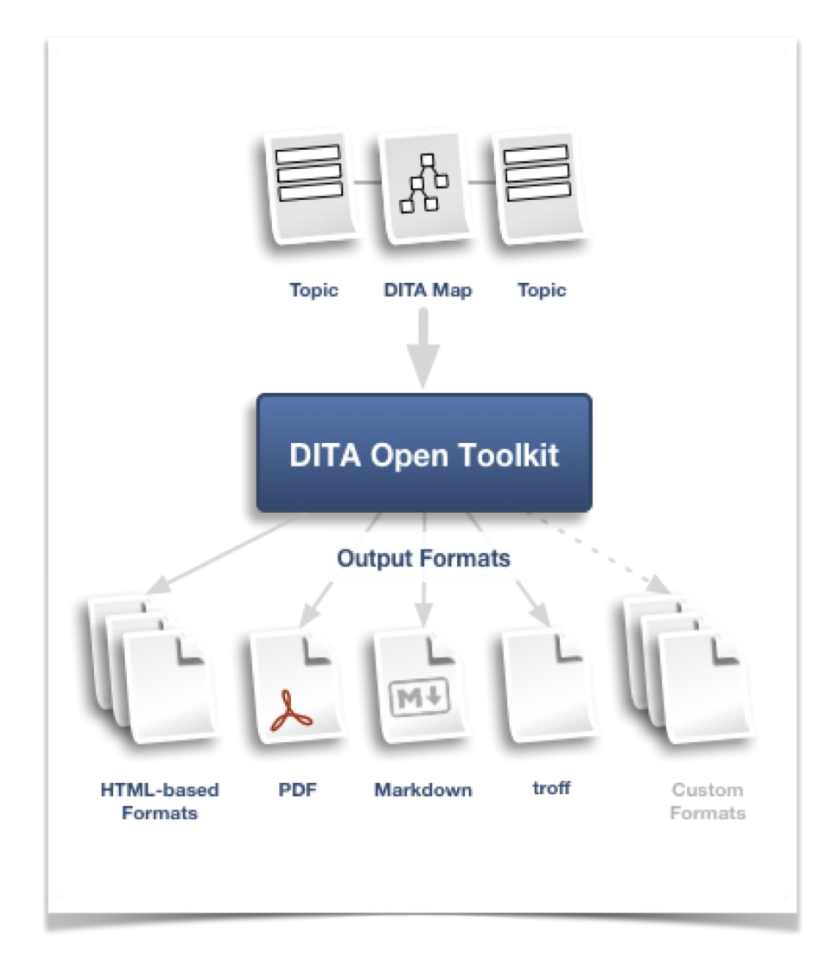 Topic DITA Map Topic
DITA Open Toolkit
Output Formats
M
HTML-based Formats
PDF
Markdown
troff
Custom Formats